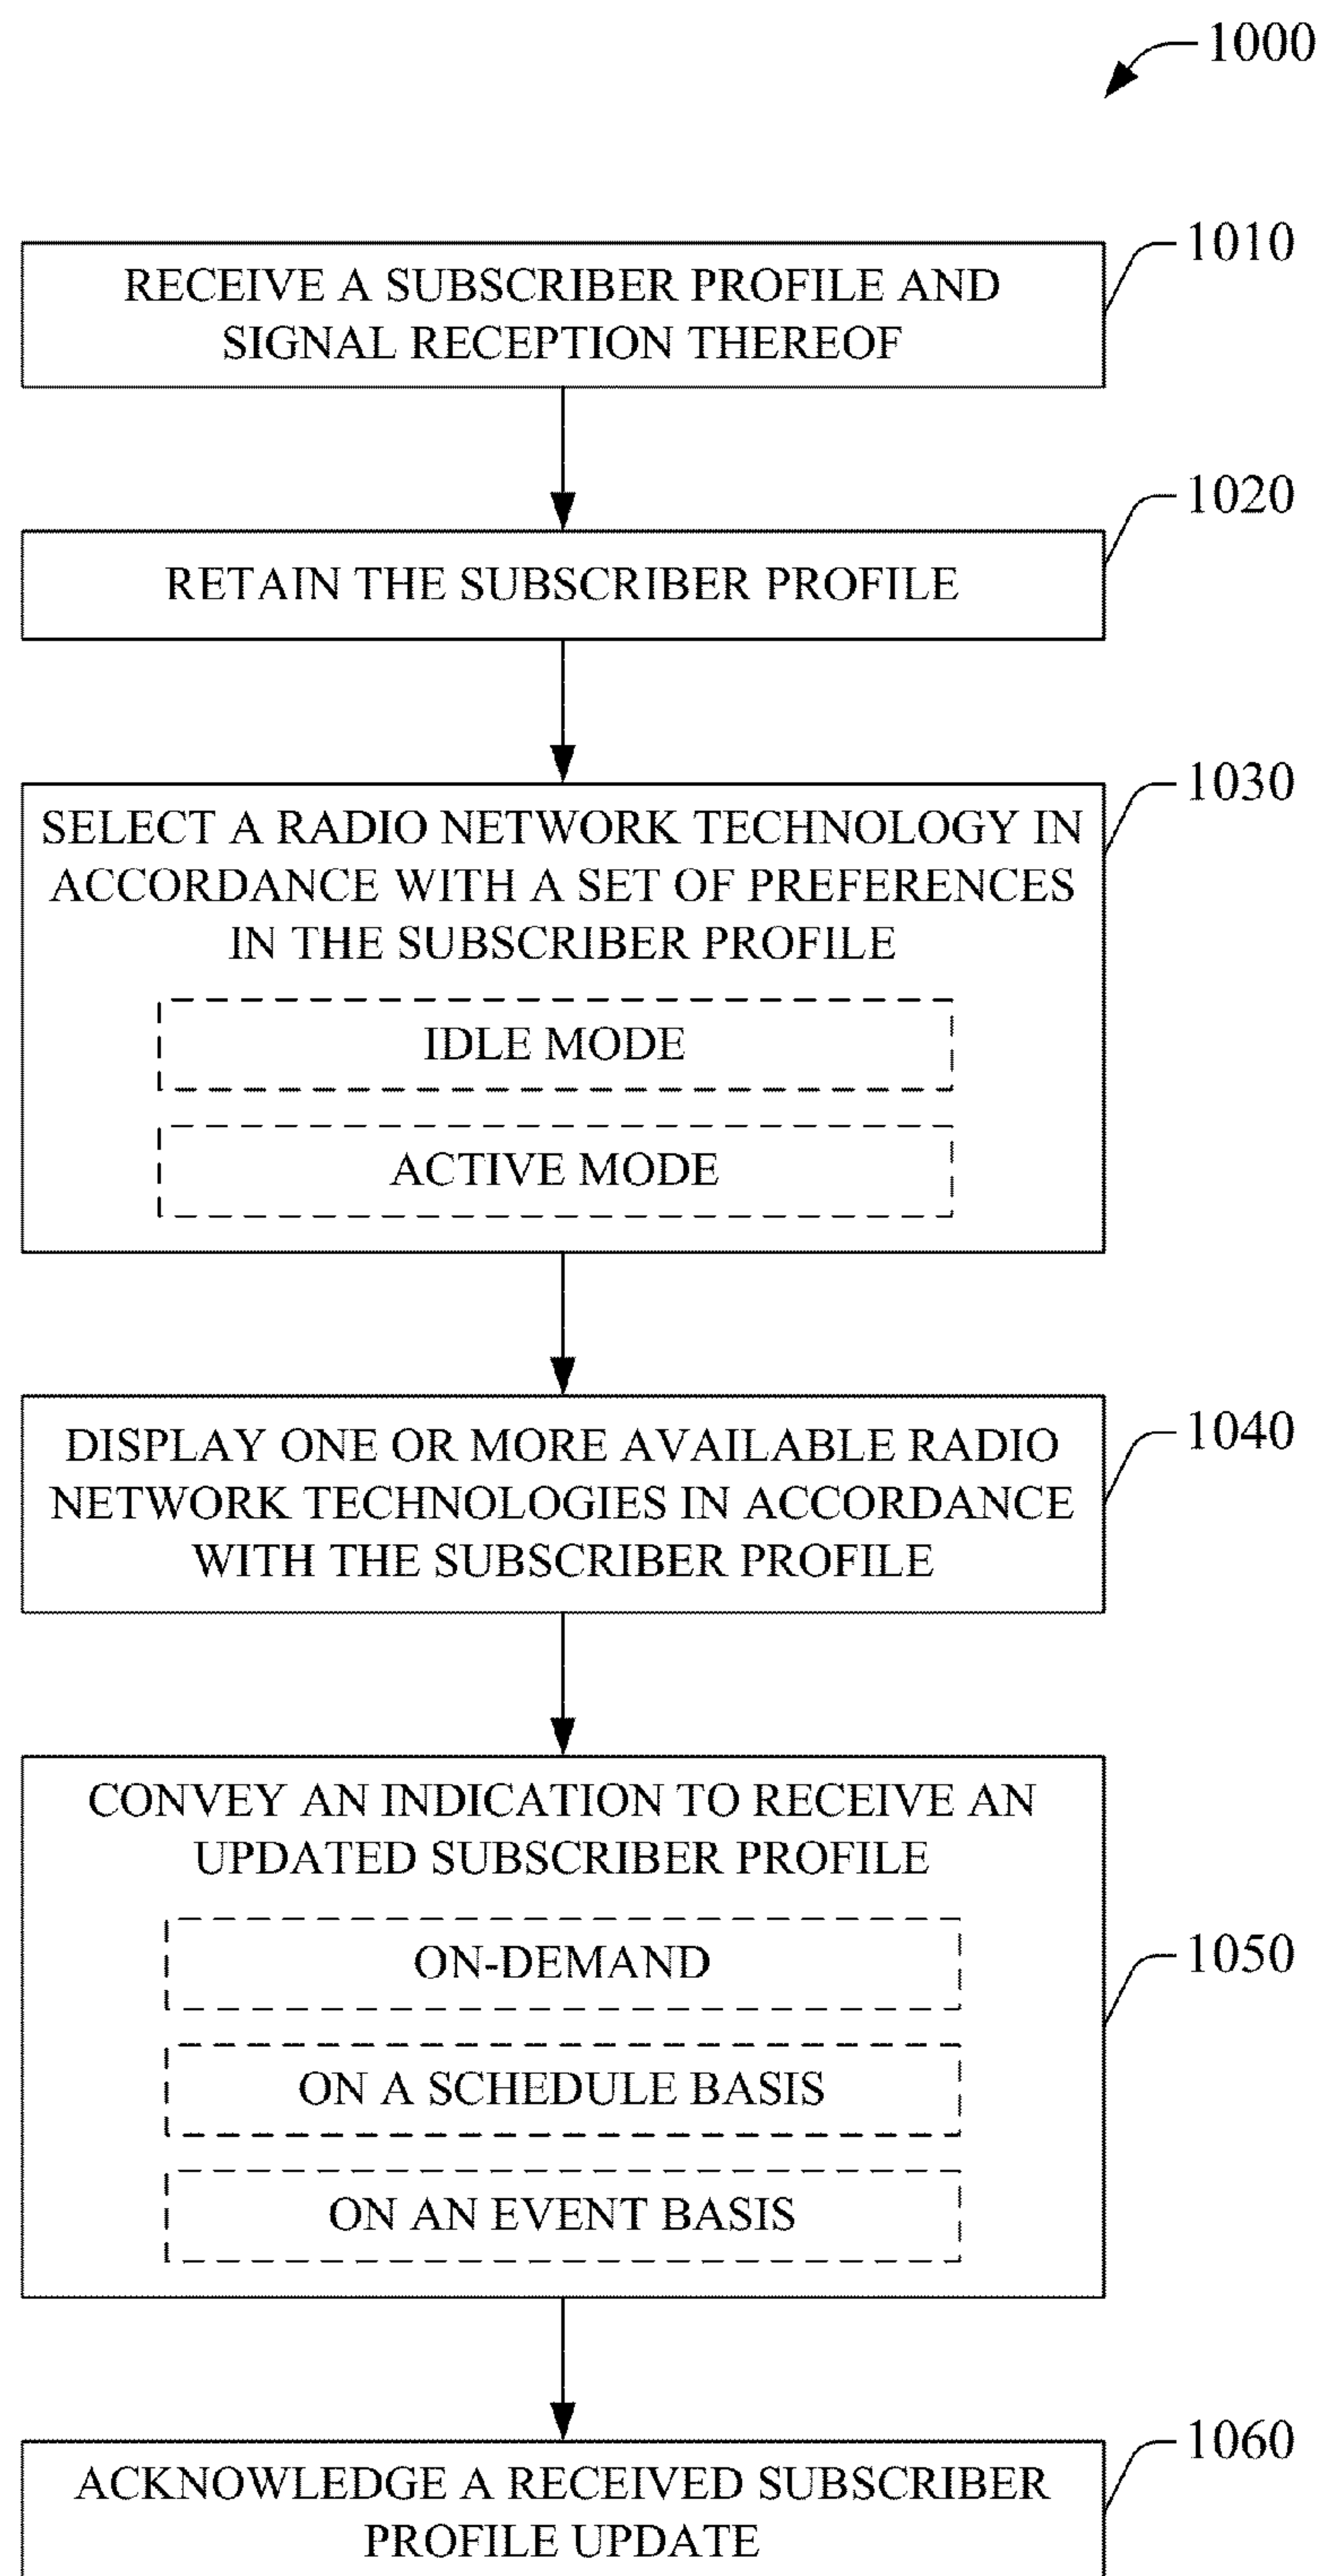 1000
1010
RECEIVE A SUBSCRIBER PROFILE AND
SIGNAL RECEPTION THEREOF
1020
RETAIN THE SUBSCRIBER PROFILE
1030
SELECT A RADIO NETWORK TECHNOLOGY IN
ACCORDANCE WITH A SET OF PREFERENCES
IN THE SUBSCRIBER PROFILE
IDLE MODE
ACTIVE MODE
1040
DISPLAY ONE OR MORE AVAILABLE RADIO
NETWORK TECHNOLOGIES IN ACCORDANCE
WITH THE SUBSCRIBER PROFILE
CONVEY AN INDICATION TO RECEIVE AN
UPDATED SUBSCRIBER PROFILE
1050
ON-DEMAND
ON A SCHEDULE BASIS
ON AN EVENT BASIS
1060
ACKNOWLEDGE A RECEIVED SUBSCRIBER
PROFILE UPDATE